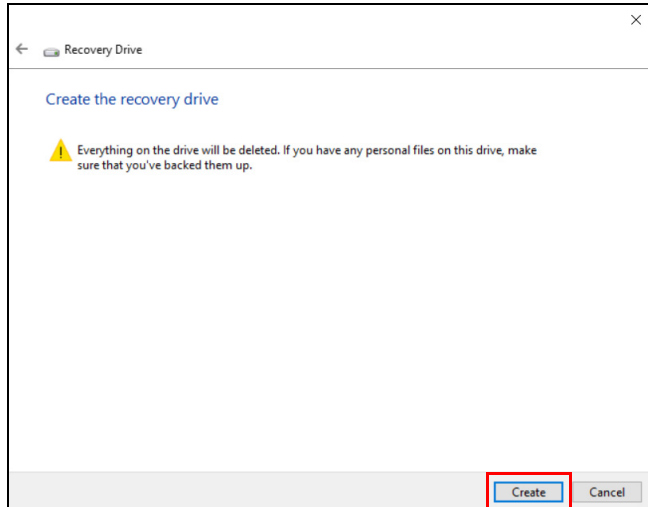 Recovery Drive
Create the recovery drive
Everything on the drive will be deleted. If you have any personal files on this drive, make
sure that you've backed them up.
Create
Cancel